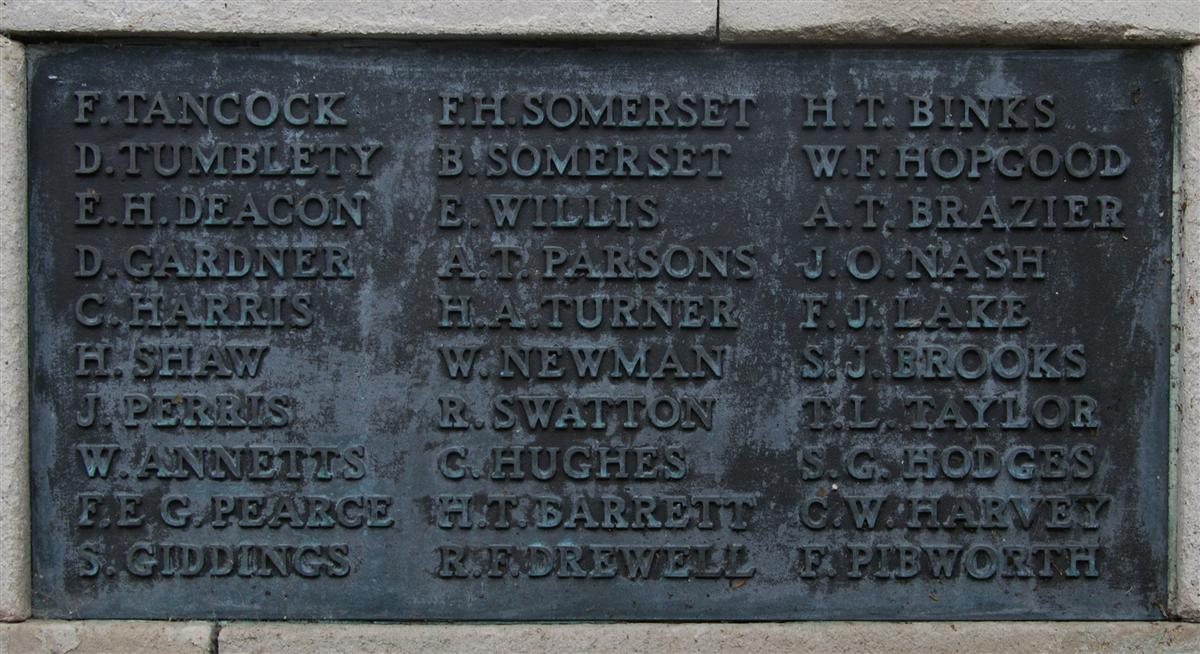 F. TANCOCK
D. TUMBLETY
E.H. DEACON
D. GARDNER
C. HARRIS
H. SHAW
J. PERRIS
W. ANNETTS
F.E G. PEARCE
S. GIDDINGS
F.H. SOMERSET
B. SOMERSET
E. WILLIS
A.T. PARSONS
H.A. TURNER
W. NEWMAN
R. SWATTON
C. HUGHES
H.T. BARRETT
R.F. DREWELL
H.T. BINKS
W.F. HOPGOOD
A.T. BRAZIER
J.O. NASH
F.J. LAKE
S.J. BROOKS
T.L. TAYLOR
S.G. HODGES
C.W. HARVEY
F. PIBWORTH